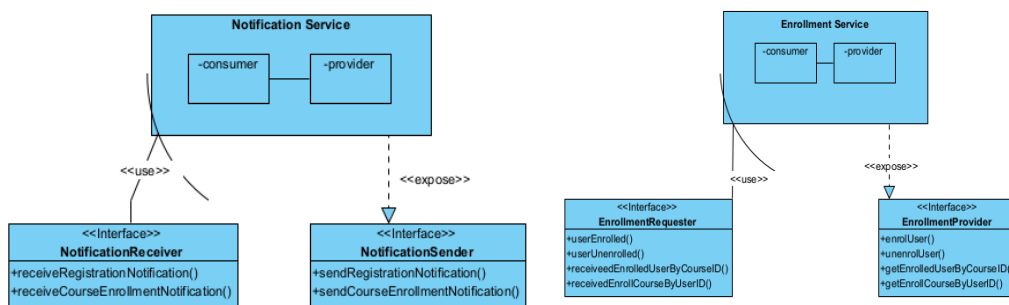 Notification Service
-consumer
-provider
<<use>>
<<expose>>
<<Interface>>
NotificationReceiver
+receiveRegistrationNotification()
+receiveCourseEnrollmentNotification()
<<Interface>>
NotificationSender
+sendRegistrationNotification()
+sendCourseEnrollmentNotification()
Enrollment Service
-consumer
-provider
<<use>>
<<expose>>
<<Interface>>
EnrollmentRequester
+userEnrolled()
+userUnenrolled()
+receiveedEnrolledUserByCourseID()
+receivedEnrollCourseByUserID()
<<Interface>>
EnrollmentProvider
+enrolUser()
+unenrolUser()
+getEnrolledUserByCourseID()
+getEnrollCourseByUserID()